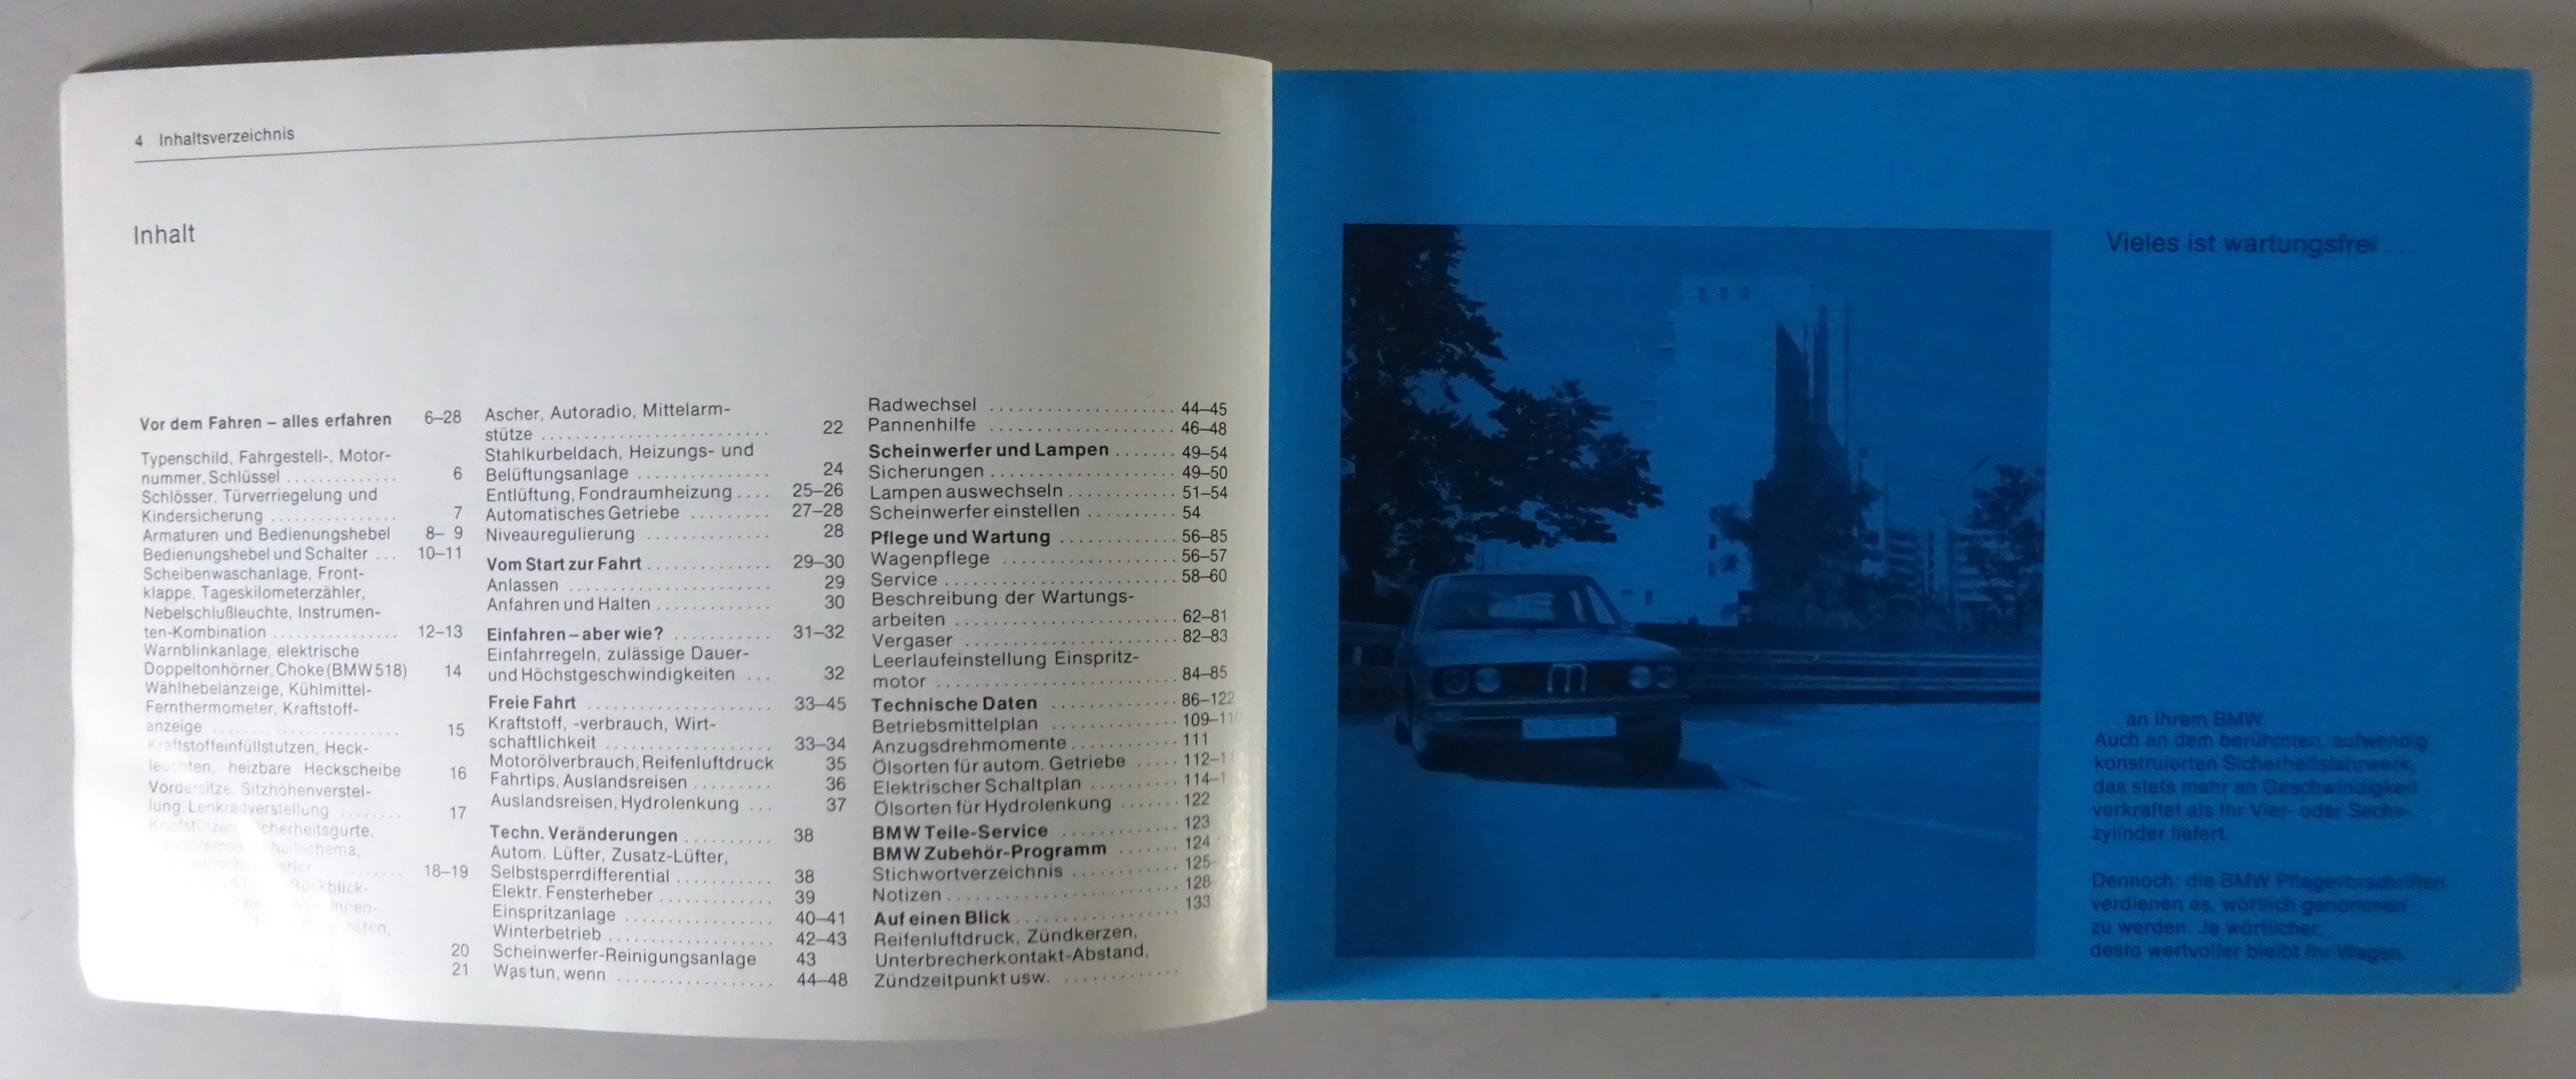 4 Inhaltsverzeichnis
Inhalt
Vor dem Fahren – alles erfahren 6–28
Typenschild, Fahrgestell-, Motor-
nummer, Schlüssel .............. 6
Schlösser, Türverriegelung und
Kindersicherung ................ 7
Armaturen und Bedienungshebel 8– 9
Bedienungshebel und Schalter ... 10–11
Scheibenwaschanlage, Front-
klappe, Tageskilometerzähler,
Nebelschlußleuchte, Instrumen-
ten-Kombination ................ 12–13
Warnblinkanlage, elektrische
Doppeltonhörner, Choke (BMW 518) 14
Wählhebelanzeige, Kühlmittel-
Fernthermometer, Kraftstoff-
anzeige ........................ 15
Kraftstoffeinfüllstutzen, Heck-
leuchten, heizbare Heckscheibe 16
Vordersitze, Sitzhöhenverstel-
lung, Lenkradverstellung ........ 17
Kopfstützen, Sicherheitsgurte,
18–19
Rückblick-
Innen-
20
21
Ascher, Autoradio, Mittelarm-
stütze ........................... 22
Stahlkurbeldach, Heizungs- und
Belüftungsanlage ................ 24
Entlüftung, Fondraumheizung .... 25–26
Automatisches Getriebe ......... 27–28
Niveauregulierung .............. 28
Vom Start zur Fahrt .............. 29–30
Anlassen ........................ 29
Anfahren und Halten ............. 30
Einfahren – aber wie? ........... 31–32
Einfahrregeln, zulässige Dauer-
und Höchstgeschwindigkeiten ... 32
Freie Fahrt ...................... 33–45
Kraftstoff, -verbrauch, Wirt-
schaftlichkeit .................... 33–34
Motorölverbrauch, Reifenluftdruck 35
Fahrtips, Auslandsreisen ......... 36
Auslandsreisen, Hydrolenkung ... 37
Techn. Veränderungen .......... 38
Autom. Lüfter, Zusatz-Lüfter,
Selbstsperrdifferential ........... 38
Elektr. Fensterheber ............. 39
Einspritzanlage .................. 40–41
Winterbetrieb .................... 42–43
Scheinwerfer-Reinigungsanlage 43
Was tun, wenn ................... 44–48
Radwechsel ...................... 44–45
Pannenhilfe ...................... 46–48
Scheinwerfer und Lampen ....... 49–54
Sicherungen ...................... 49–50
Lampen auswechseln ............. 51–54
Scheinwerfer einstellen .......... 54
Pflege und Wartung .............. 56–85
Wagenpflege ..................... 56–57
Service ........................... 58–60
Beschreibung der Wartungs-
arbeiten .......................... 62–81
Vergaser ......................... 82–83
Leerlaufeinstellung Einspritz-
motor ............................ 84–85
Technische Daten ............... 86–122
Betriebsmittelplan ................ 109–110
Anzugsdrehmomente ............. 111
Ölsorten für autom. Getriebe ..... 112–1
Elektrischer Schaltplan ........... 114–1
Ölsorten für Hydrolenkung ....... 122
BMW Teile-Service .............. 123
BMW Zubehör-Programm ....... 124
Stichwortverzeichnis ............. 125–
Notizen ........................... 128
Auf einen Blick ................... 133
Reifenluftdruck, Zündkerzen,
Unterbrecherkontakt-Abstand,
Zündzeitpunkt usw. ..............
Vieles ist wartungsfrei ....
... an Ihrem BMW.
Auch an dem berühmten, aufwendig
konstruierten Sicherheitsfahrwerk,
das stets mehr an Geschwindigkeit
verkraftet als Ihr Vier- oder Sechs-
zylinder liefert.
Dennoch: die BMW Pflegevorschriften
verdienen es, wörtlich genommen
zu werden. Je wörtlicher,
desto wertvoller bleibt Ihr Wagen.